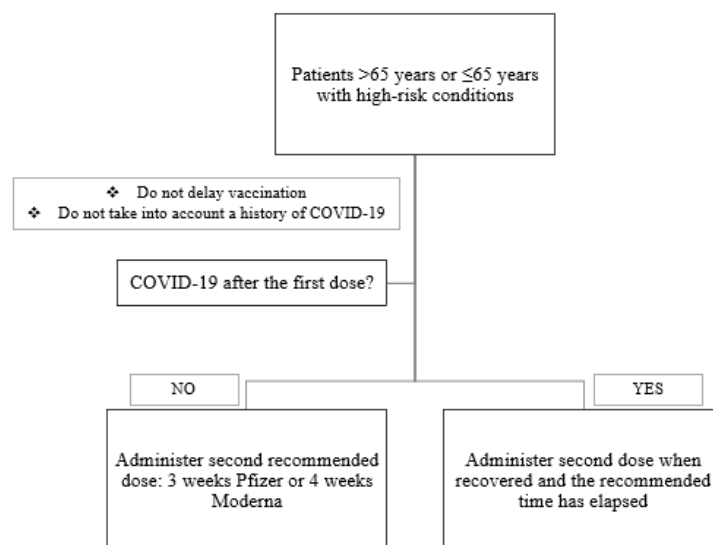 Patients >65 years or ≤65 years
with high-risk conditions
❖ Do not delay vaccination
❖ Do not take into account a history of COVID-19
COVID-19 after the first dose?
NO
YES
Administer second recommended
dose: 3 weeks Pfizer or 4 weeks
Moderna
Administer second dose when
recovered and the recommended
time has elapsed